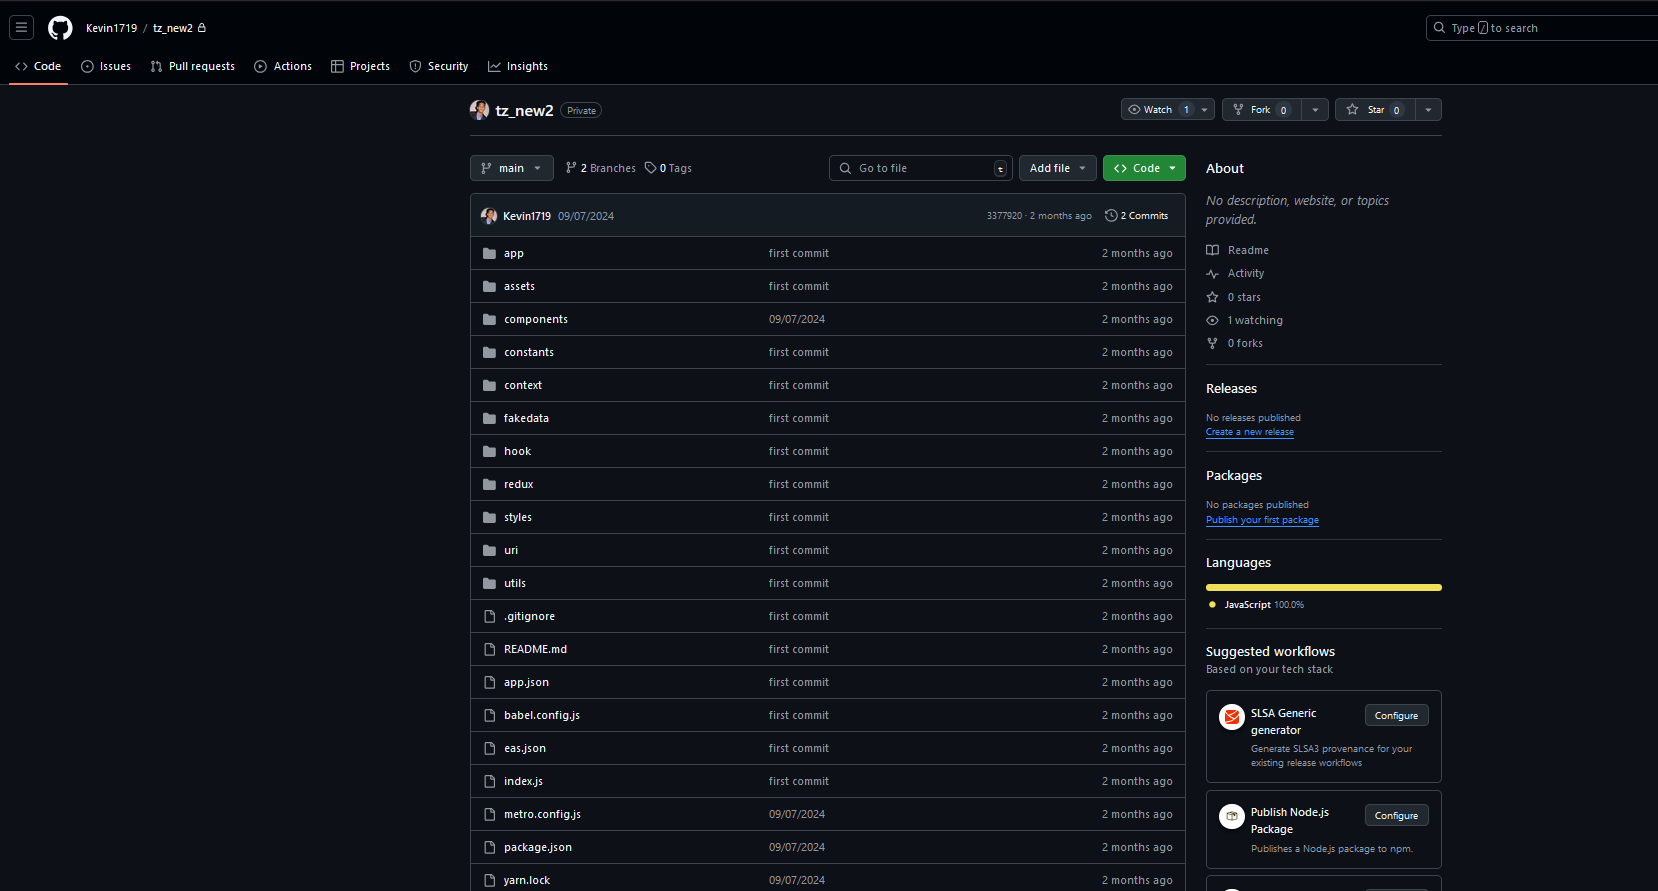 Kevin1719 / tz_new2
Type / to search
Code Issues Pull requests Actions Projects Security Insights
tz_new2 Private
Watch 1 Fork 0 Star 0
main 2 Branches 0 Tags Go to file t Add file Code
Kevin1719 09/07/2024 3377920 · 2 months ago 2 Commits
app first commit 2 months ago
assets first commit 2 months ago
components 09/07/2024 2 months ago
constants first commit 2 months ago
context first commit 2 months ago
fakedata first commit 2 months ago
hook first commit 2 months ago
redux first commit 2 months ago
styles first commit 2 months ago
uri first commit 2 months ago
utils first commit 2 months ago
.gitignore first commit 2 months ago
README.md first commit 2 months ago
app.json first commit 2 months ago
babel.config.js first commit 2 months ago
eas.json first commit 2 months ago
index.js first commit 2 months ago
metro.config.js 09/07/2024 2 months ago
package.json 09/07/2024 2 months ago
yarn.lock 09/07/2024 2 months ago
About
No description, website, or topics
provided.
Readme
Activity
0 stars
1 watching
0 forks
Releases
No releases published
Create a new release
Packages
No packages published
Publish your first package
Languages
JavaScript 100.0%
Suggested workflows
Based on your tech stack
SLSA Generic
generator
Configure
Generate SLSA3 provenance for your
existing release workflows
Publish Node.js
Package
Configure
Publishes a Node.js package to npm.